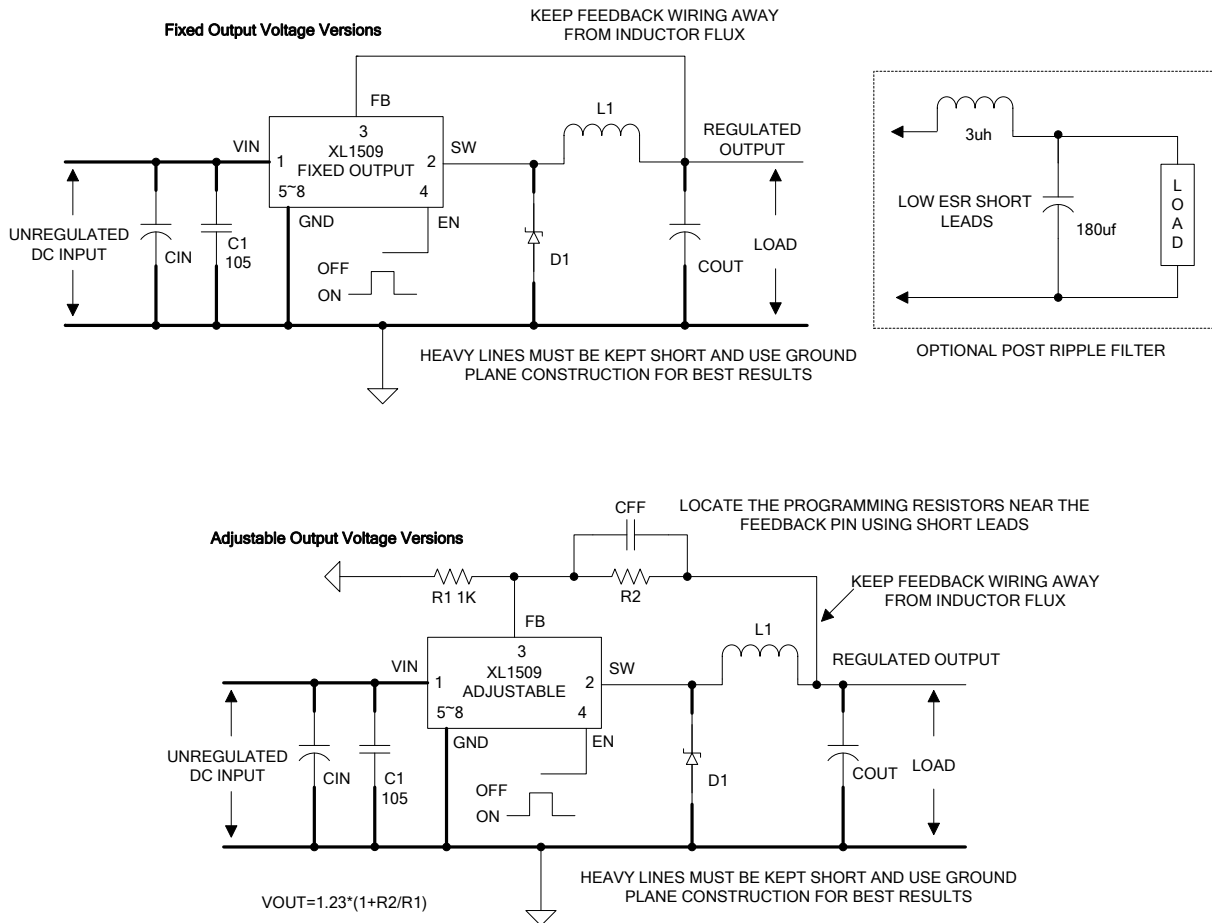 Fixed Output Voltage Versions
KEEP FEEDBACK WIRING AWAY
FROM INDUCTOR FLUX
FB
3
XL1509
FIXED OUTPUT
VIN
1
2
SW
5~8
4
GND
EN
L1
REGULATED
OUTPUT
UNREGULATED
DC INPUT
CIN
C1
105
OFF
ON
D1
COUT
LOAD
HEAVY LINES MUST BE KEPT SHORT AND USE GROUND
PLANE CONSTRUCTION FOR BEST RESULTS
3uh
LOW ESR SHORT
LEADS
180uf
LOAD
OPTIONAL POST RIPPLE FILTER
Adjustable Output Voltage Versions
CFF
LOCATE THE PROGRAMMING RESISTORS NEAR THE
FEEDBACK PIN USING SHORT LEADS
R1 1K
R2
KEEP FEEDBACK WIRING AWAY
FROM INDUCTOR FLUX
FB
3
XL1509
ADJUSTABLE
VIN
1
2
SW
5~8
4
GND
EN
L1
REGULATED OUTPUT
UNREGULATED
DC INPUT
CIN
C1
105
OFF
ON
D1
COUT
LOAD
HEAVY LINES MUST BE KEPT SHORT AND USE GROUND
PLANE CONSTRUCTION FOR BEST RESULTS
VOUT=1.23*(1+R2/R1)